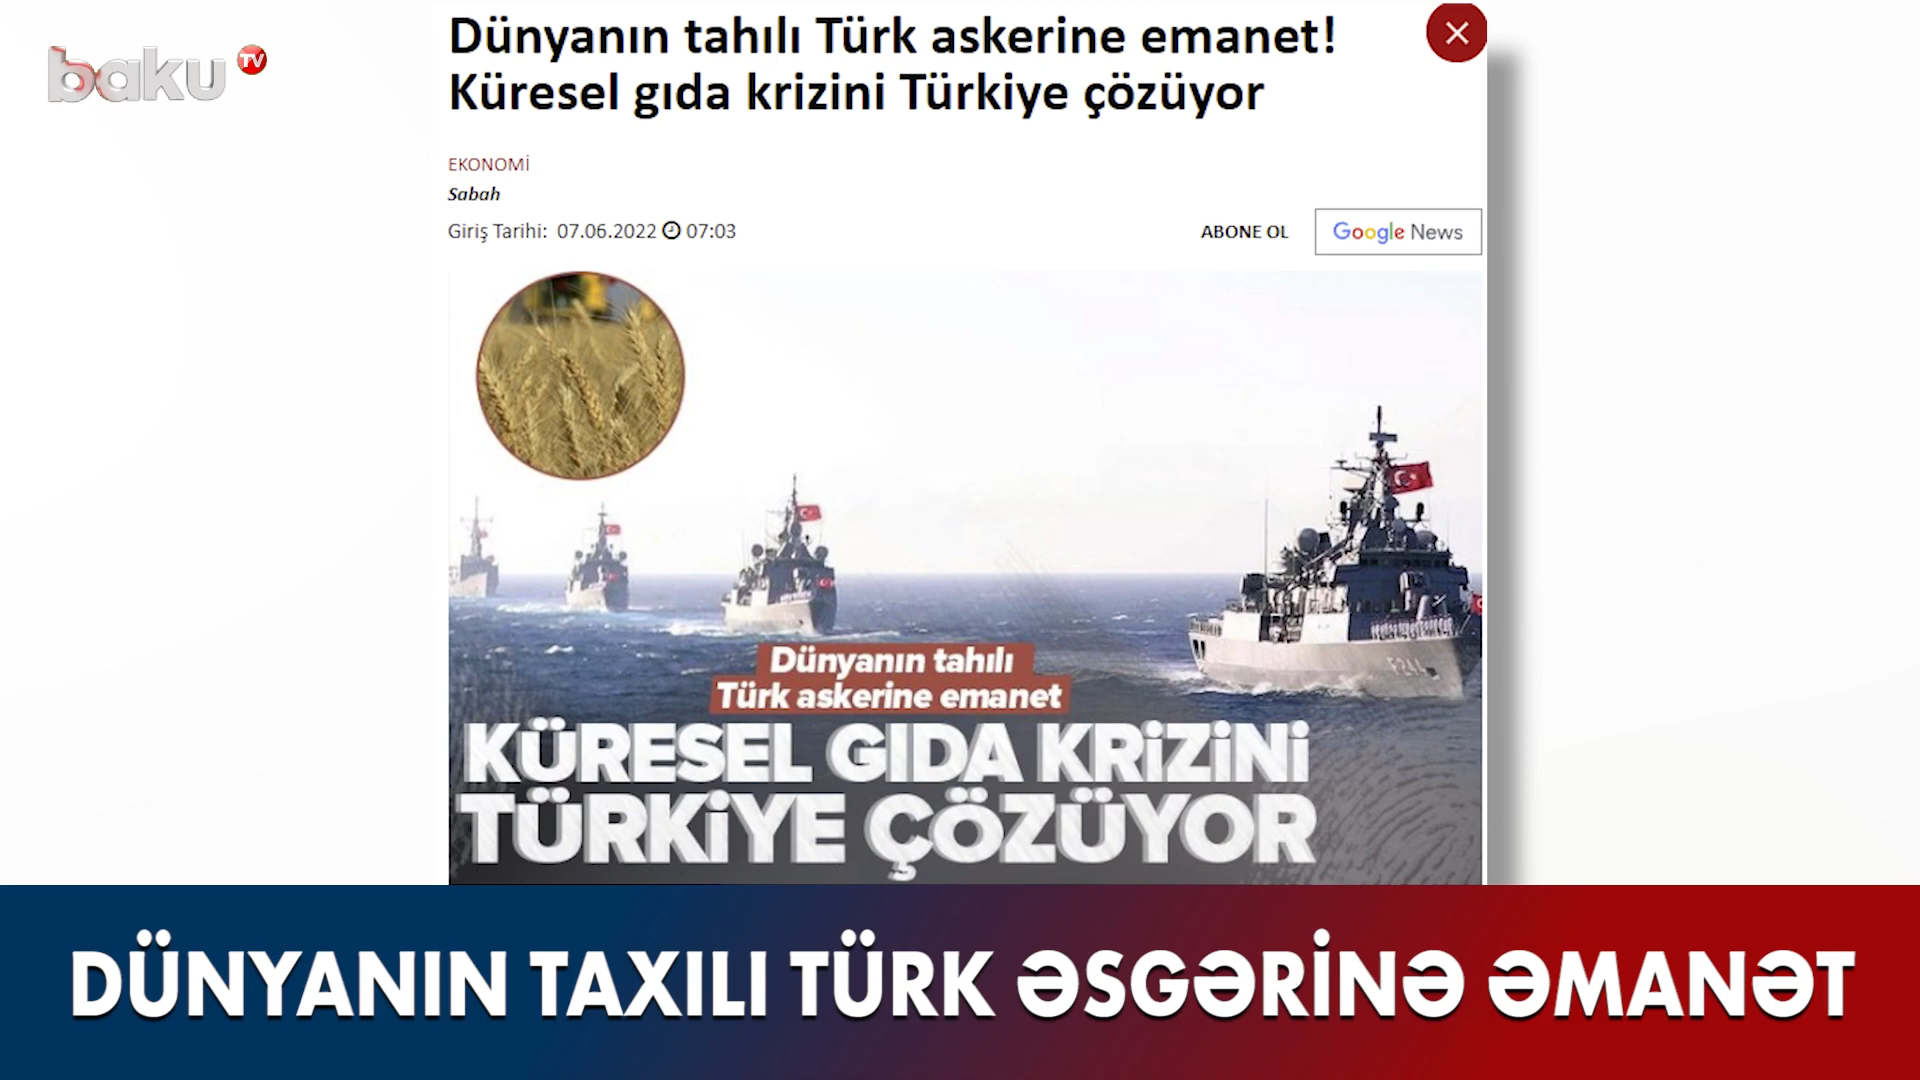 baku TV
Dünyanın tahılı Türk askerine emanet!
Küresel gıda krizini Türkiye çözüyor
EKONOMİ
Sabah
Giriş Tarihi: 07.06.2022 07:03
ABONE OL
Google News
Dünyanın tahılı
Türk askerine emanet
F244
KÜRESEL GIDA KRİZİNİ
TÜRKİYE ÇÖZÜYOR
DÜNYANIN TAXILI TÜRK ƏSGƏRİNƏ ƏMANƏT